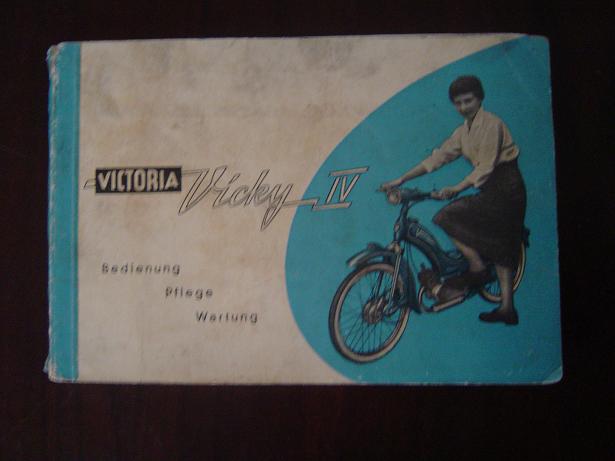 VICTORIA Vicky IV
Bedienung
Pflege
Wartung